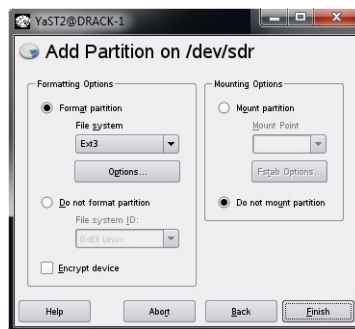 YaST2@DRACK-1
Add Partition on /dev/sdr
Formatting Options
Format partition
File system
Ext3
Options...
Do not format partition
File system ID:
0x83 Linux
Encrypt device
Mounting Options
Mount partition
Mount Point
Fstab Options...
Do not mount partition
Help
Abort
Back
Finish